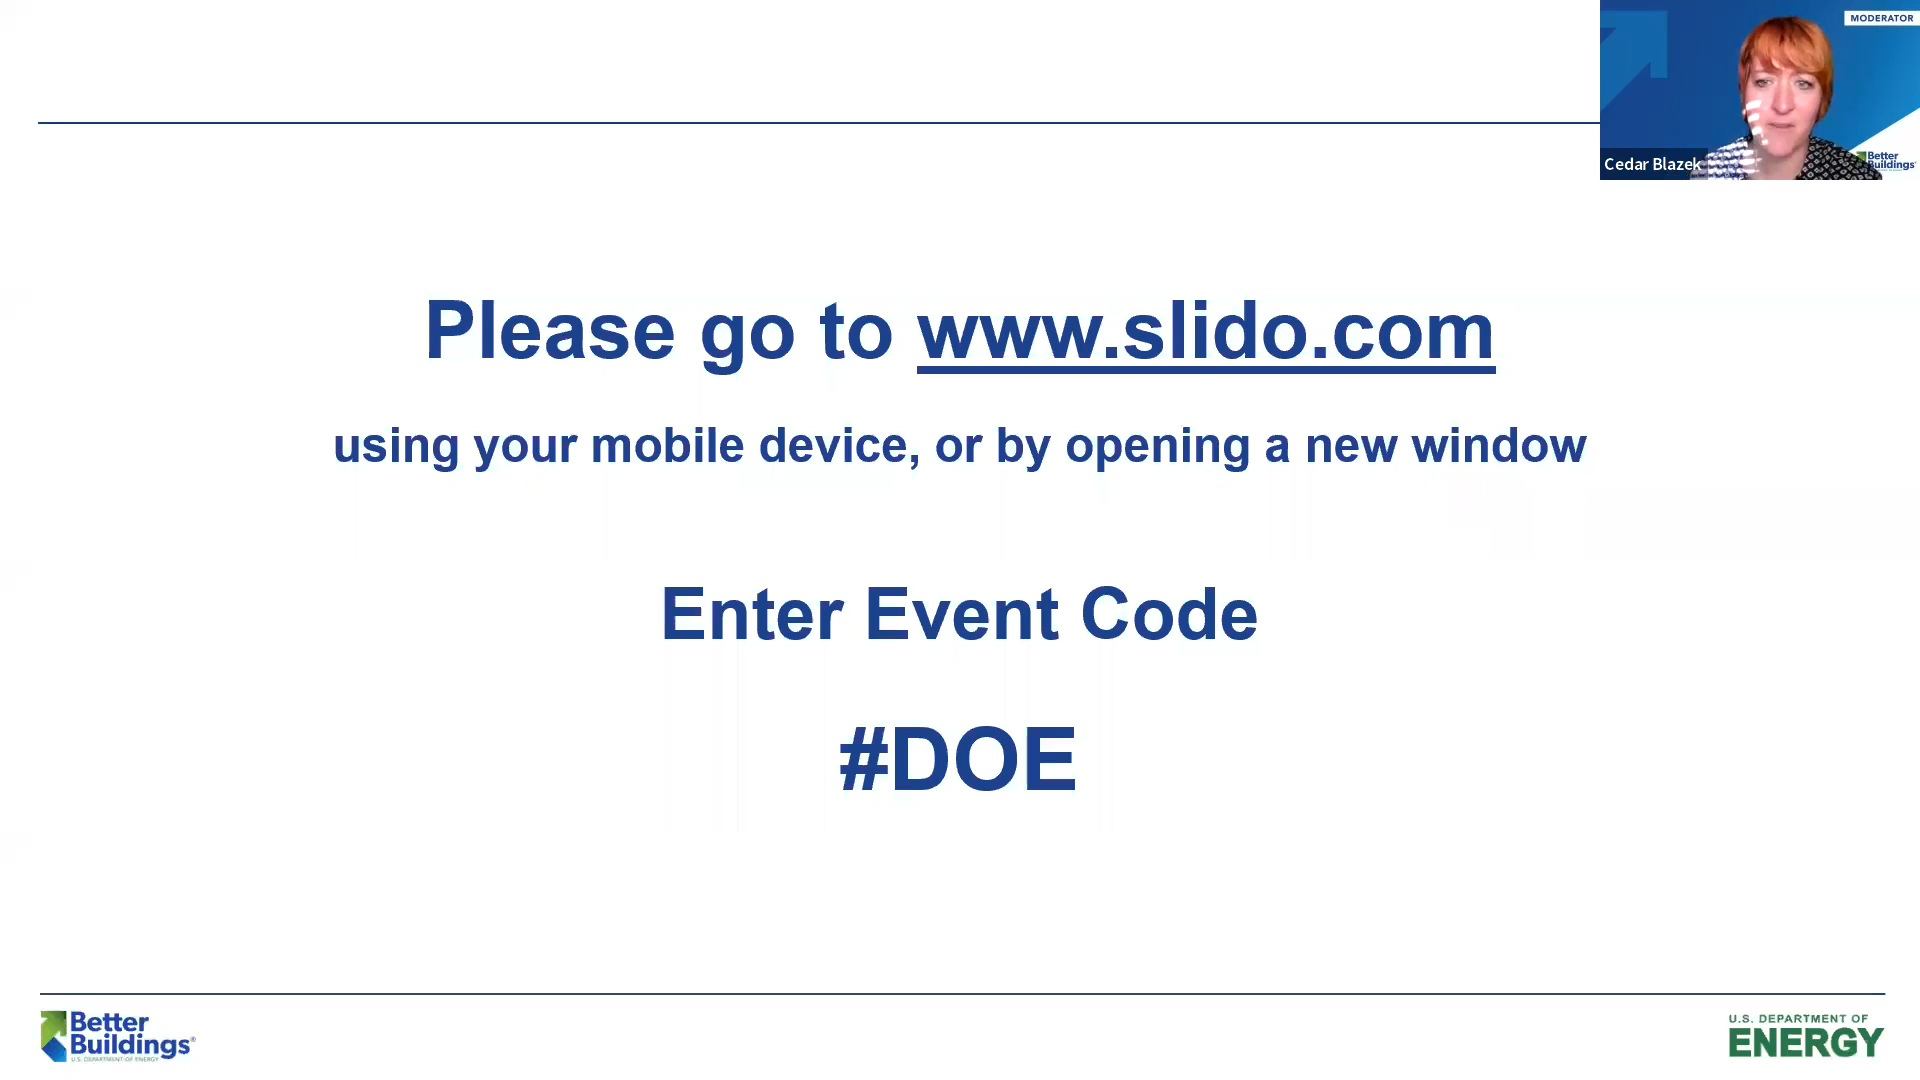 MODERATOR
Cedar Blazek
Better
Buildings
Please go to www.slido.com
using your mobile device, or by opening a new window
Enter Event Code
#DOE
Better
Buildings®
U.S. DEPARTMENT OF ENERGY
U.S. DEPARTMENT OF
ENERGY